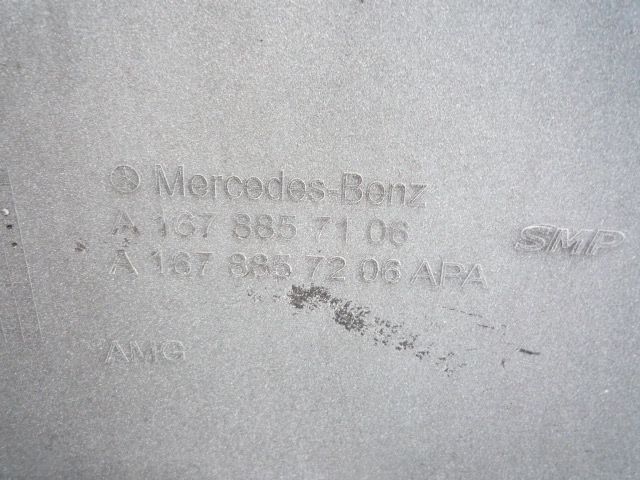 Mercedes-Benz
A 167 885 71 06
A 167 885 72 06 APA
SMP
AMG